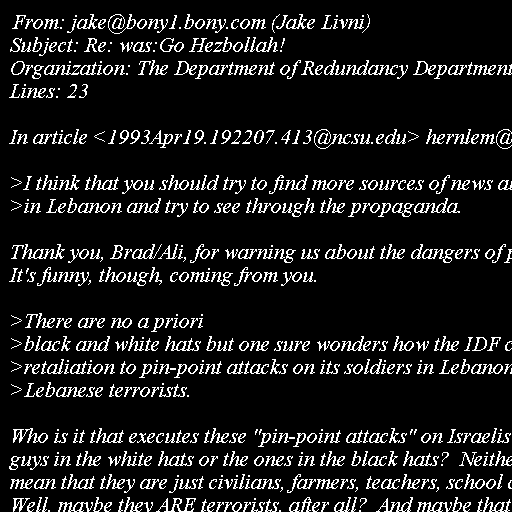 From: jake@bony1.bony.com (Jake Livni)
Subject: Re: was:Go Hezbollah!
Organization: The Department of Redundancy Department
Lines: 23
In article <1993Apr19.192207.413@ncsu.edu> hernlem@
>I think that you should try to find more sources of news
>in Lebanon and try to see through the propaganda.
Thank you, Brad/Ali, for warning us about the dangers of
It's funny, though, coming from you.
>There are no a priori
>black and white hats but one sure wonders how the IDF
>retaliation to pin-point attacks on its soldiers in Lebanon
>Lebanese terrorists.
Who is it that executes these "pin-point attacks" on Israelis
guys in the white hats or the ones in the black hats?  Neithe
mean that they are just civilians, farmers, teachers, school
Well, maybe they ARE terrorists, after all?  And maybe that